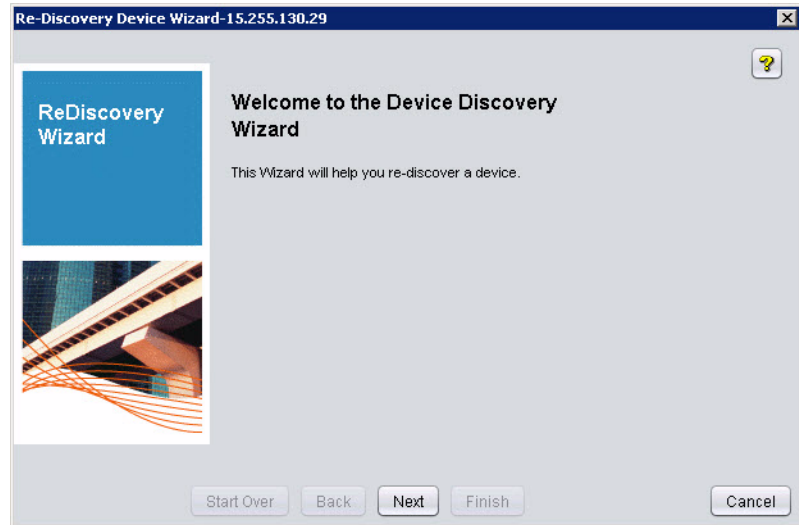 Re-Discovery Device Wizard-15.255.130.29
ReDiscovery
Wizard
Welcome to the Device Discovery
Wizard
This Wizard will help you re-discover a device.
Start Over Back Next Finish Cancel